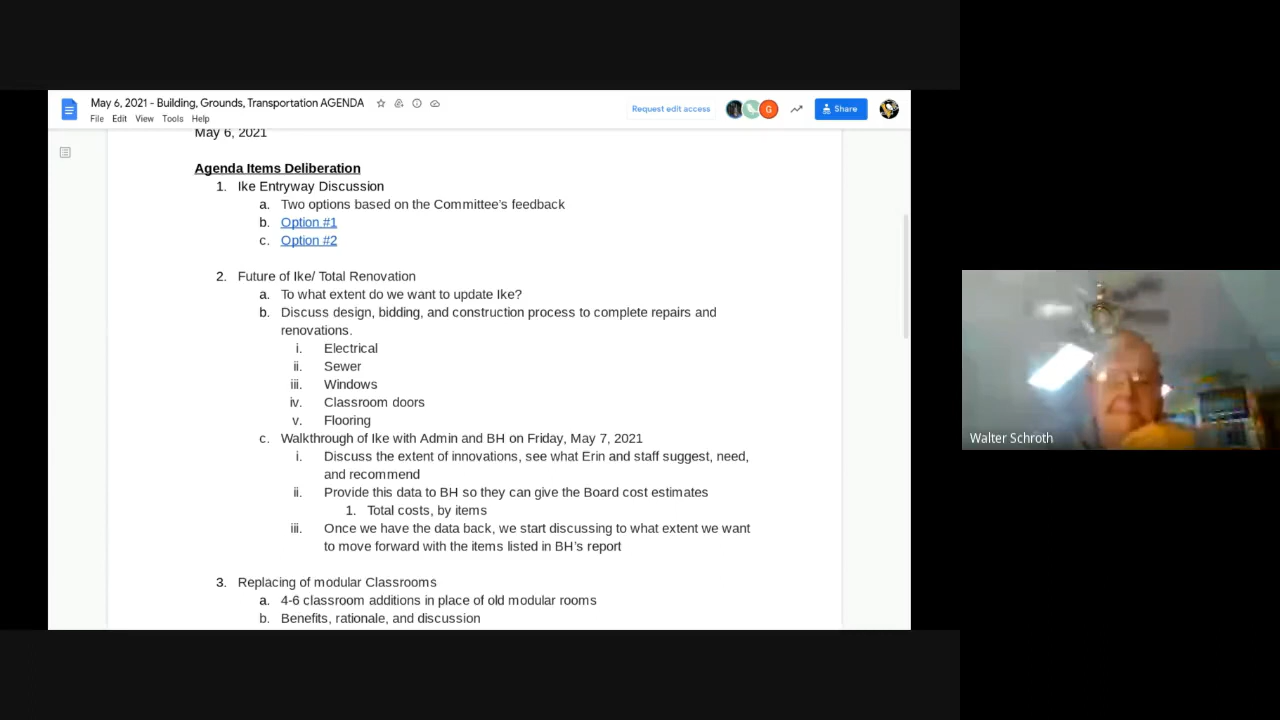 May 6, 2021 - Building, Grounds, Transportation AGENDA
File Edit View Tools Help
Request edit access
G
Share
May 6, 2021
Agenda Items Deliberation
1. Ike Entryway Discussion
a. Two options based on the Committee's feedback
b. Option #1
c. Option #2
2. Future of Ike/ Total Renovation
a. To what extent do we want to update Ike?
b. Discuss design, bidding, and construction process to complete repairs and
renovations.
i. Electrical
ii. Sewer
iii. Windows
iv. Classroom doors
v. Flooring
c. Walkthrough of Ike with Admin and BH on Friday, May 7, 2021
i. Discuss the extent of innovations, see what Erin and staff suggest, need,
and recommend
ii. Provide this data to BH so they can give the Board cost estimates
1. Total costs, by items
iii. Once we have the data back, we start discussing to what extent we want
to move forward with the items listed in BH's report
3. Replacing of modular Classrooms
a. 4-6 classroom additions in place of old modular rooms
b. Benefits, rationale, and discussion
Walter Schroth